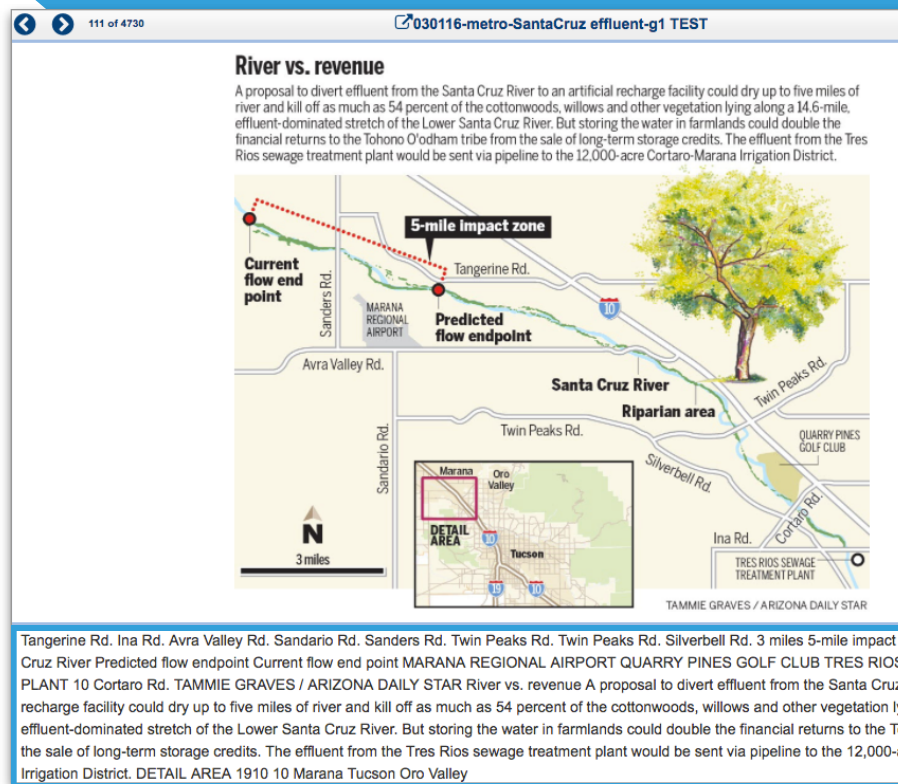 111 of 4730
030116-metro-SantaCruz effluent-g1 TEST
River vs. revenue
A proposal to divert effluent from the Santa Cruz River to an artificial recharge facility could dry up to five miles of
river and kill off as much as 54 percent of the cottonwoods, willows and other vegetation lying along a 14.6-mile,
effluent-dominated stretch of the Lower Santa Cruz River. But storing the water in farmlands could double the
financial returns to the Tohono O'odham tribe from the sale of long-term storage credits. The effluent from the Tres
Rios sewage treatment plant would be sent via pipeline to the 12,000-acre Cortaro-Marana Irrigation District.
5-mile impact zone
Current
flow end
point
Sanders Rd.
Tangerine Rd.
MARANA
REGIONAL
AIRPORT
Predicted
flow endpoint
10
Avra Valley Rd.
Santa Cruz River
Riparian area
Twin Peaks Rd.
Twin Peaks Rd.
Sandario Rd.
Silverbell Rd.
QUARRY PINES
GOLF CLUB
Cortaro Rd.
Ina Rd.
TRES RIOS SEWAGE
TREATMENT PLANT
N
3 miles
Marana
Oro
Valley
DETAIL
AREA
10
Tucson
19
10
TAMMIE GRAVES / ARIZONA DAILY STAR
Tangerine Rd. Ina Rd. Avra Valley Rd. Sandario Rd. Sanders Rd. Twin Peaks Rd. Twin Peaks Rd. Silverbell Rd. 3 miles 5-mile impact
Cruz River Predicted flow endpoint Current flow end point MARANA REGIONAL AIRPORT QUARRY PINES GOLF CLUB TRES RIOS
PLANT 10 Cortaro Rd. TAMMIE GRAVES / ARIZONA DAILY STAR River vs. revenue A proposal to divert effluent from the Santa Cruz
recharge facility could dry up to five miles of river and kill off as much as 54 percent of the cottonwoods, willows and other vegetation
effluent-dominated stretch of the Lower Santa Cruz River. But storing the water in farmlands could double the financial returns to the
the sale of long-term storage credits. The effluent from the Tres Rios sewage treatment plant would be sent via pipeline to the
Irrigation District. DETAIL AREA 1910 10 Marana Tucson Oro Valley